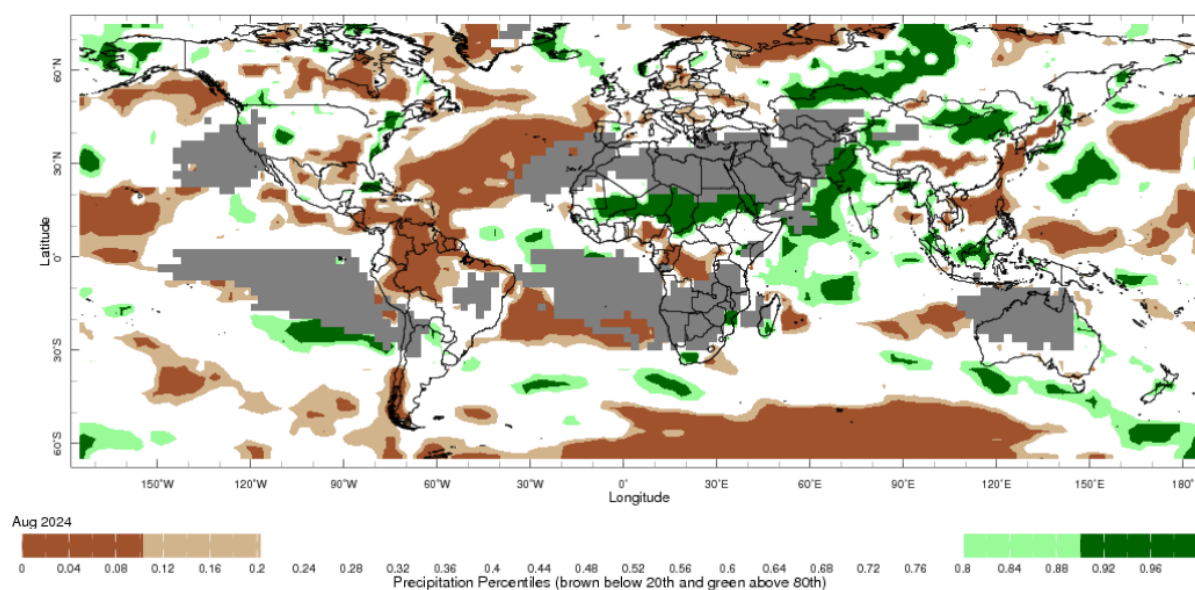 60°N
30°N
Latitude
0°
30°S
60°S
150°W 120°W 90°W 60°W 30°W 0° 30°E 60°E 90°E 120°E 150°E 180°
Longitude
Aug 2024
0 0.04 0.08 0.12 0.16 0.2 0.24 0.28 0.32 0.36 0.4 0.44 0.48 0.52 0.56 0.6 0.64 0.68 0.72 0.76 0.8 0.84 0.88 0.92 0.96
Precipitation Percentiles (brown below 20th and green above 80th)